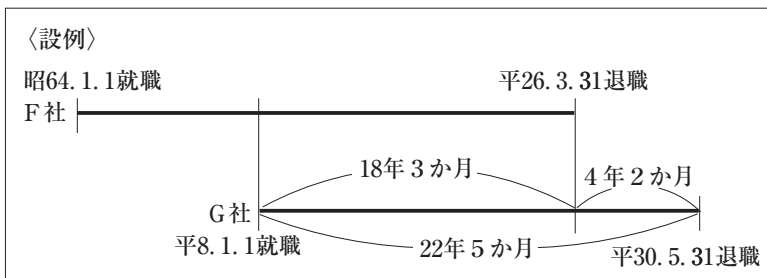 〈設例〉
昭64.1.1就職 平26.3.31退職
F社
18年3か月 4年2か月
G社
平8.1.1就職 22年5か月 平30.5.31退職